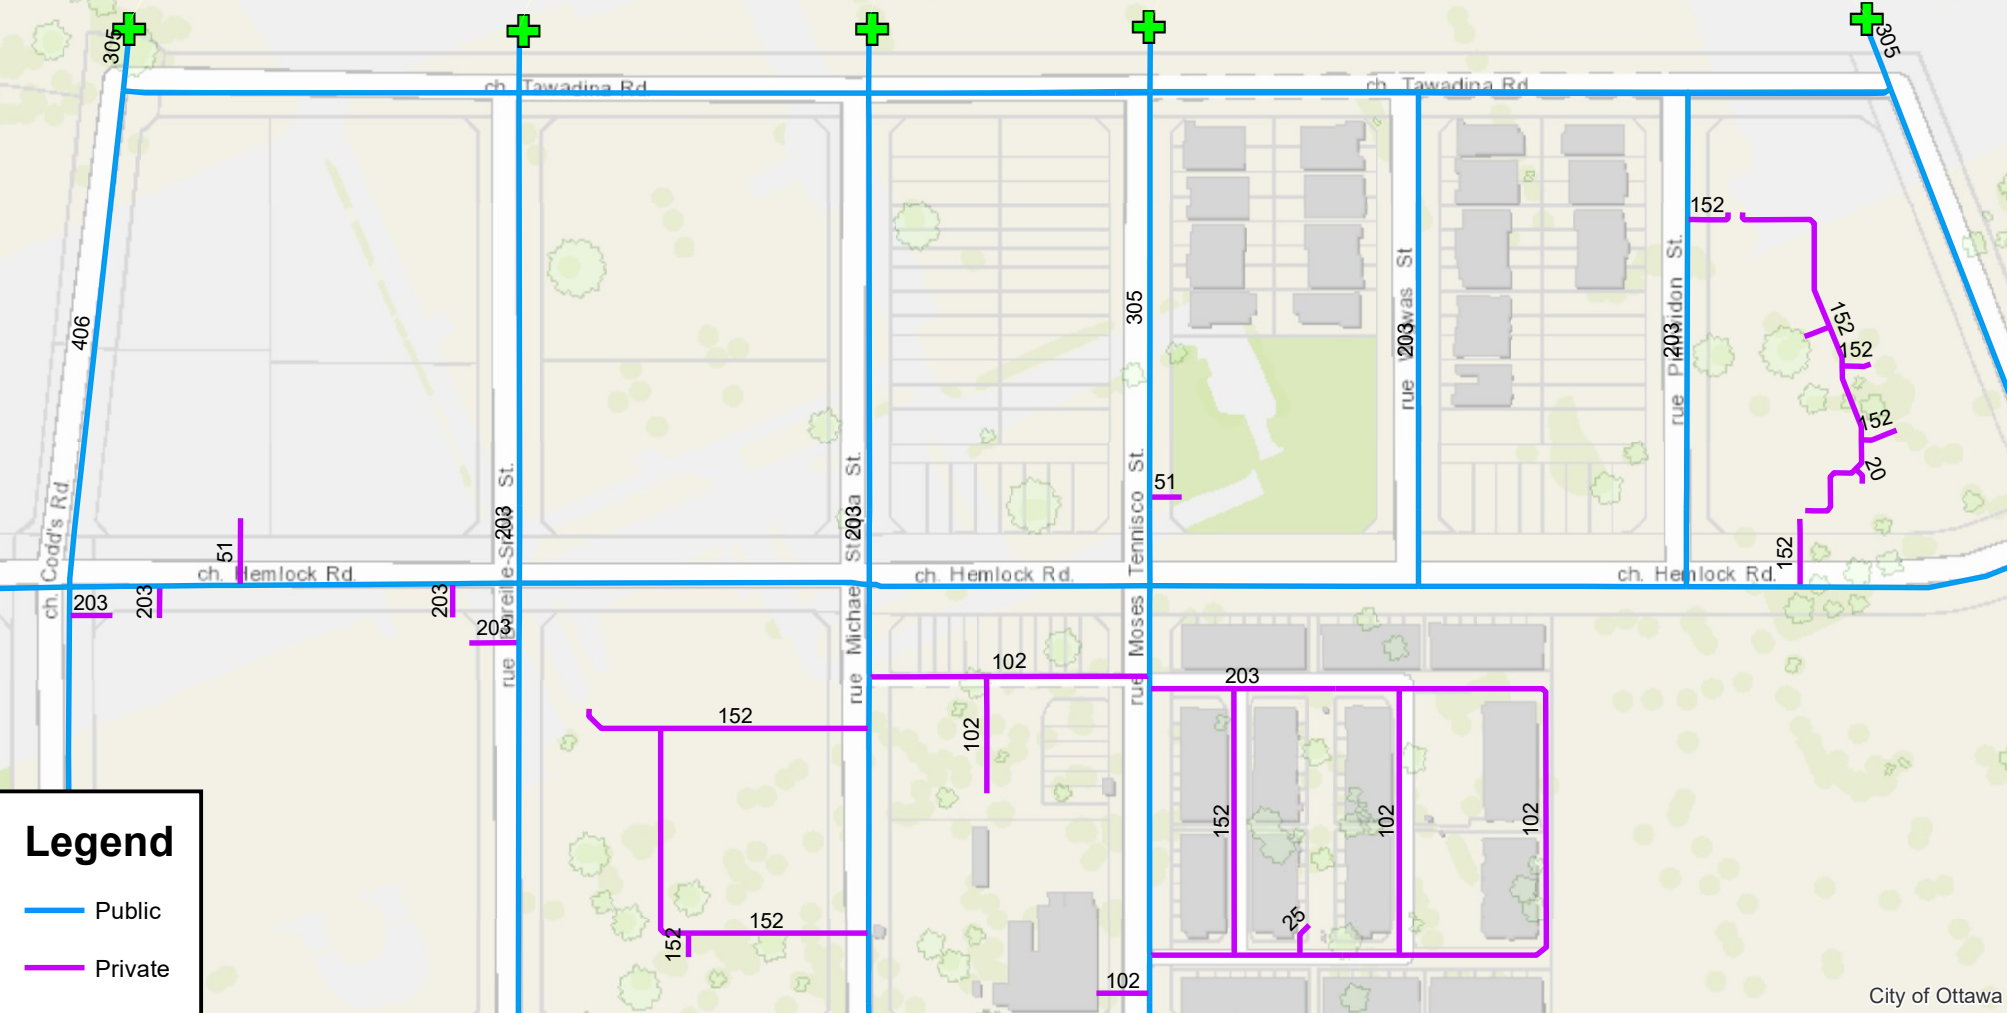 305
305
ch. Tawadina Rd.
ch. Tawadina Rd.
152
305
406
203
rue Wawas St
203
St.
152
152
152
20
51
203
203
St.
St.
rue Moses Tennisco St.
ch. Codd's Rd
51
ch. Hemlock Rd.
ch. Hemlock Rd.
ch. Hemlock Rd.
152
203
203
203
203
rue
rue Michael
102
203
152
102
152
102
102
152
152
25
102
Legend
Public
Private
City of Ottawa